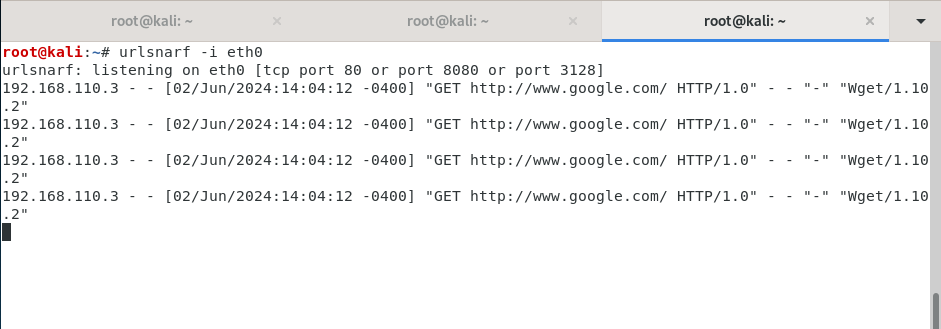 root@kali: ~ × root@kali: ~ × root@kali: ~ ×
root@kali:~# urlsnarf -i eth0
urlsnarf: listening on eth0 [tcp port 80 or port 8080 or port 3128]
192.168.110.3 - - [02/Jun/2024:14:04:12 -0400] "GET http://www.google.com/ HTTP/1.0" - - "-" "Wget/1.10
.2"
192.168.110.3 - - [02/Jun/2024:14:04:12 -0400] "GET http://www.google.com/ HTTP/1.0" - - "-" "Wget/1.10
.2"
192.168.110.3 - - [02/Jun/2024:14:04:12 -0400] "GET http://www.google.com/ HTTP/1.0" - - "-" "Wget/1.10
.2"
192.168.110.3 - - [02/Jun/2024:14:04:12 -0400] "GET http://www.google.com/ HTTP/1.0" - - "-" "Wget/1.10
.2"